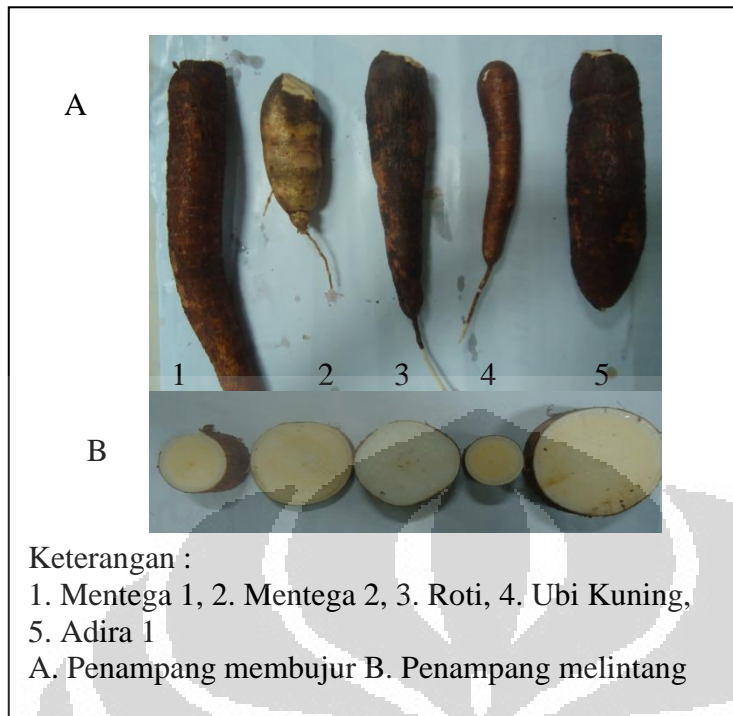 A
1 2 3 4 5
B
Keterangan :
1. Mentega 1, 2. Mentega 2, 3. Roti, 4. Ubi Kuning,
5. Adira 1
A. Penampang membujur B. Penampang melintang